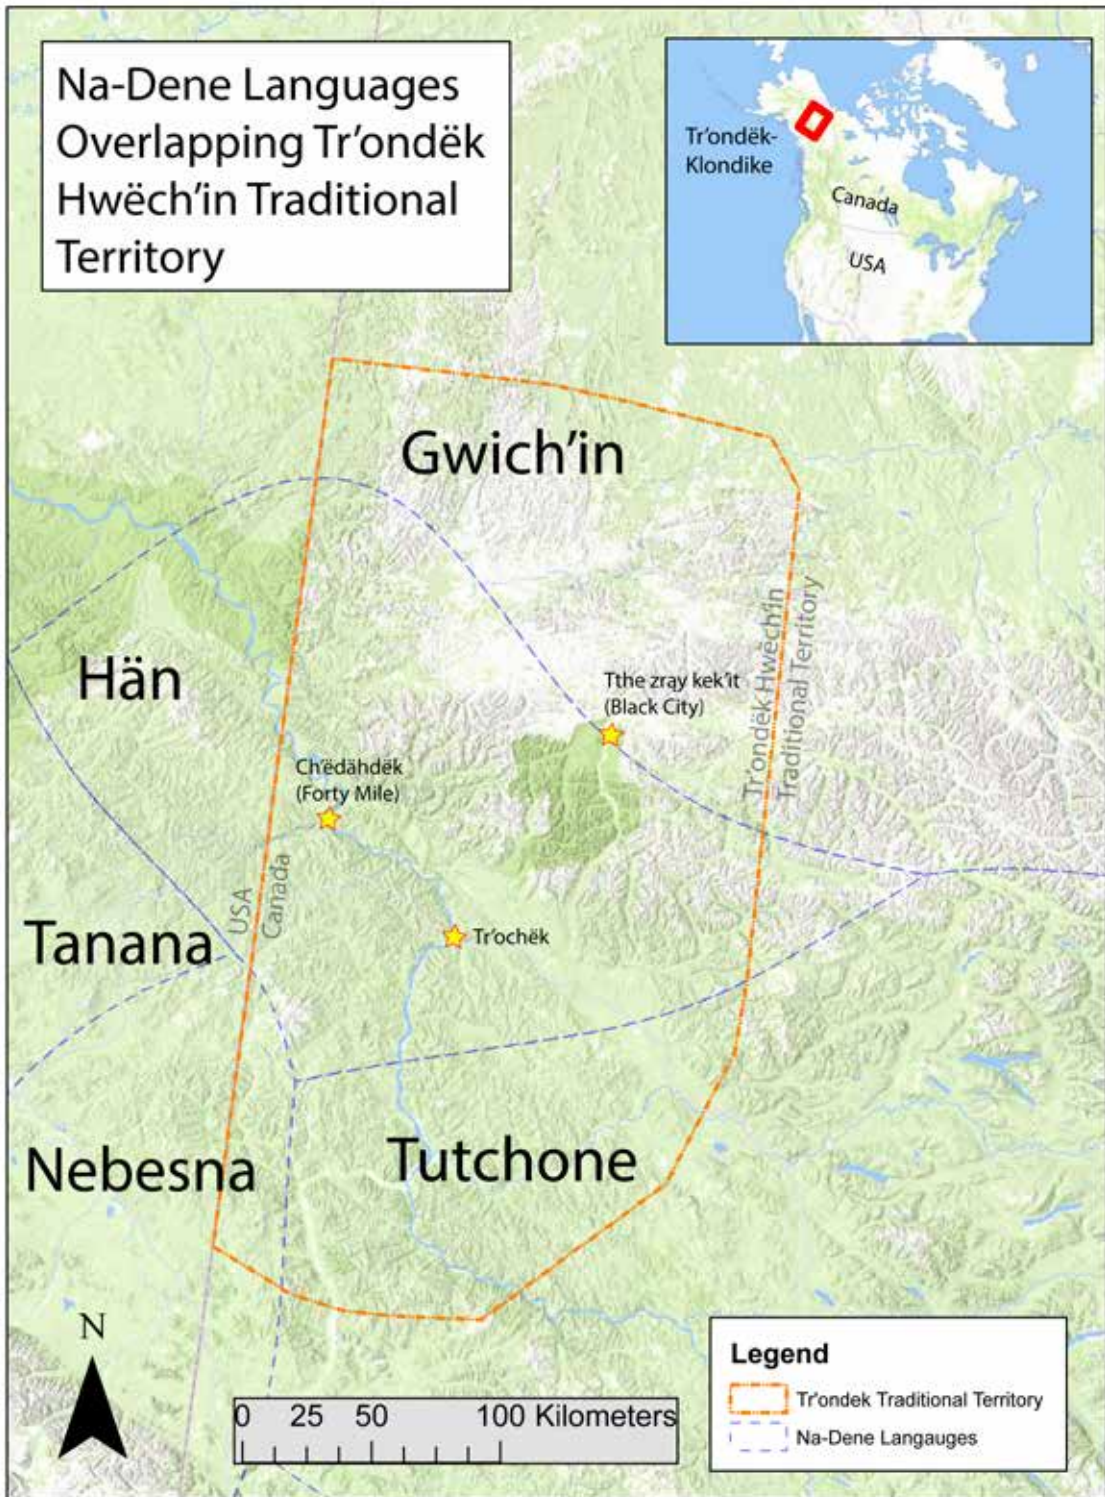 Na-Dene Languages
Overlapping Tr'ondëk
Hwëch'in Traditional
Territory
Tr'ondëk-
Klondike
Canada
USA
Gwich'in
Hän
Tthe zrąy kek'it
(Black City)
Tr'ondëk Hwëch'in
Traditional Territory
Ch'ëdähdëk
(Forty Mile)
USA
Canada
Tanana
Tr'ochëk
Nebesna
Tutchone
N
0 25 50 100 Kilometers
Legend
Tr'ondek Traditional Territory
Na-Dene Langauges